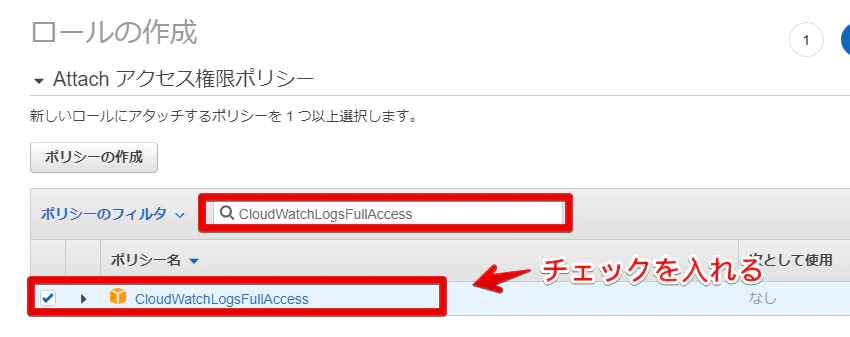 ロールの作成
1
Attach アクセス権限ポリシー
新しいロールにアタッチするポリシーを 1 つ以上選択します。
ポリシーの作成
ポリシーのフィルタ
CloudWatchLogsFullAccess
ポリシー名
次として使用
チェックを入れる
CloudWatchLogsFullAccess
なし